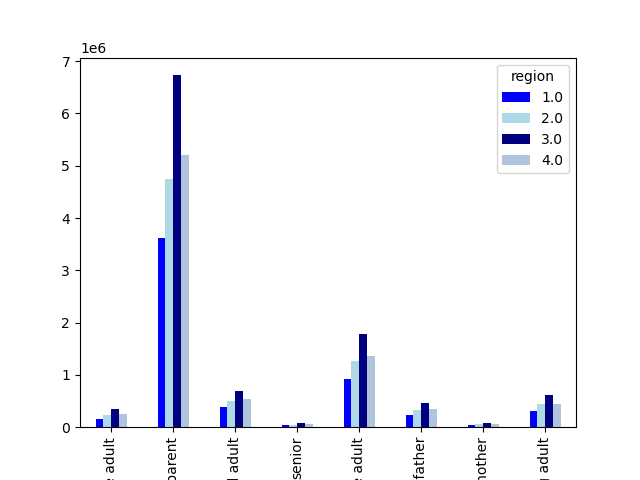 1e6
7
6
5
4
3
2
1
0
region
1.0
2.0
3.0
4.0
adult
parent
adult
senior
adult
father
adult